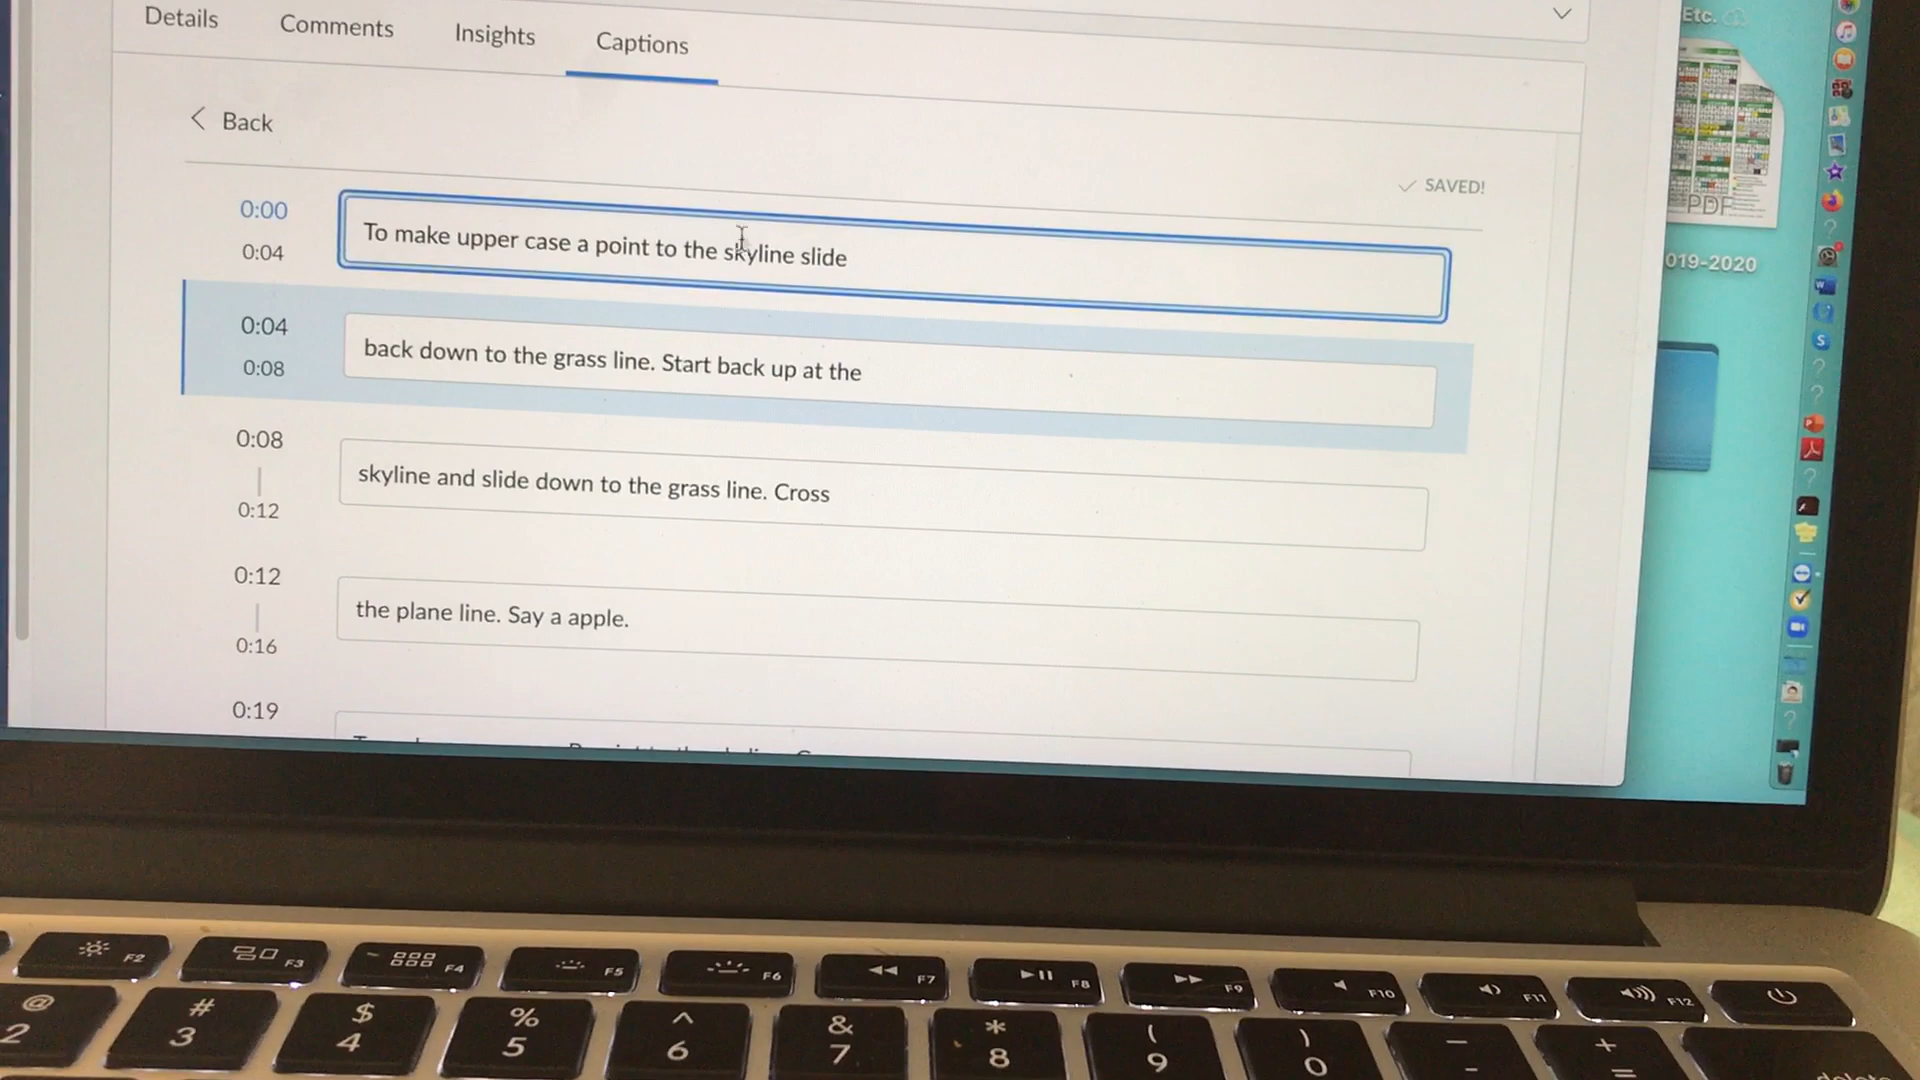 Etc.
Details Comments Insights Captions
Back
SAVED!
0:00
To make upper case a point to the skyline slide
0:04
0:04
back down to the grass line. Start back up at the
0:08
0:08
skyline and slide down to the grass line. Cross
0:12
0:12
the plane line. Say a apple.
0:16
0:19
PDF
019-2020
F2 F3 F4 F5 F6 F7 F8 F9 F10 F11 F12
@ # $ % ^ & * ( ) _ +
2 3 4 5 6 7 8 9 0 - =